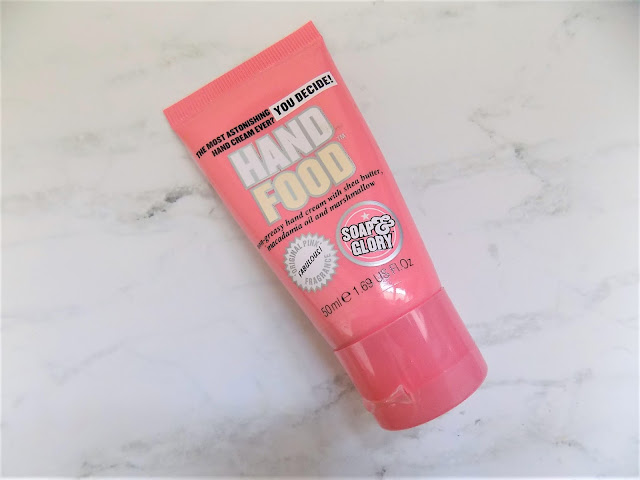 THE MOST ASTONISHING
HAND CREAM EVER? YOU DECIDE!
HAND
FOOD
non-greasy hand cream with shea butter,
macadamia oil and marshmallow
SOAP&
GLORY
ORIGINAL PINK
FABULOUS!
FRAGRANCE
50ml e 1.69 US Fl.Oz